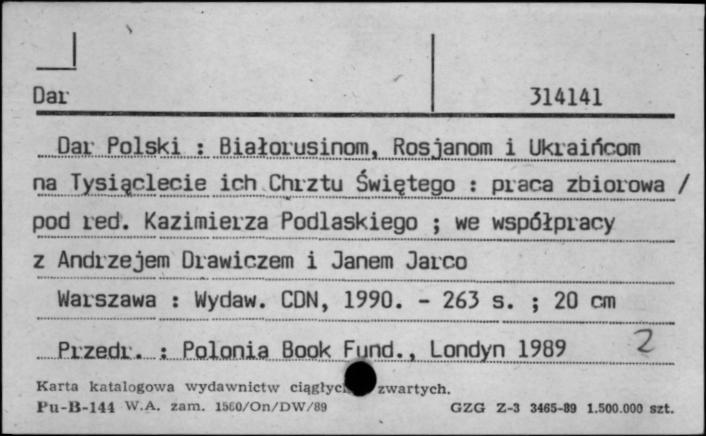 Dar 314141
Dar Polski : Białorusinom, Rosjanom i Ukraińcom
na Tysiąclecie ich Chrztu Świętego : praca zbiorowa /
pod red. Kazimierza Podlaskiego ; we współpracy
z Andrzejem Drawiczem i Janem Jarco
Warszawa : Wydaw. CDN, 1990. - 263 s. ; 20 cm
Przedr. : Polonia Book Fund., Londyn 1989 2
Karta katalogowa wydawnictw zwartych.
Pu-B-144 W.A. zam. 1560/On/DW/89 GZG Z-3 3465-89 1.500.000 szt.